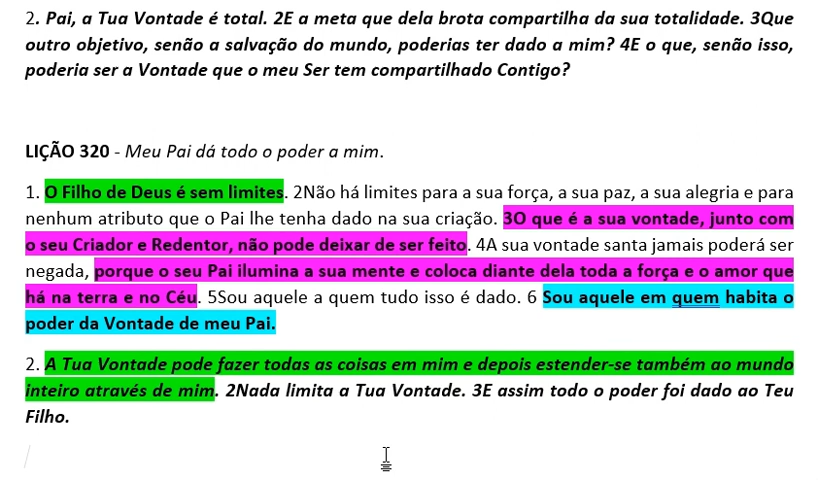 2. Pai, a Tua Vontade é total. 2E a meta que dela brota compartilha da sua totalidade. 3Que
outro objetivo, senão a salvação do mundo, poderias ter dado a mim? 4E o que, senão isso,
poderia ser a Vontade que o meu Ser tem compartilhado Contigo?
LIÇÃO 320 - Meu Pai dá todo o poder a mim.
1. O Filho de Deus é sem limites. 2Não há limites para a sua força, a sua paz, a sua alegria e para
nenhum atributo que o Pai lhe tenha dado na sua criação. 3O que é a sua vontade, junto com
o seu Criador e Redentor, não pode deixar de ser feito. 4A sua vontade santa jamais poderá ser
negada, porque o seu Pai ilumina a sua mente e coloca diante dela toda a força e o amor que
há na terra e no Céu. 5Sou aquele a quem tudo isso é dado. 6 Sou aquele em quem habita o
poder da Vontade de meu Pai.
2. A Tua Vontade pode fazer todas as coisas em mim e depois estender-se também ao mundo
inteiro através de mim. 2Nada limita a Tua Vontade. 3E assim todo o poder foi dado ao Teu
Filho.